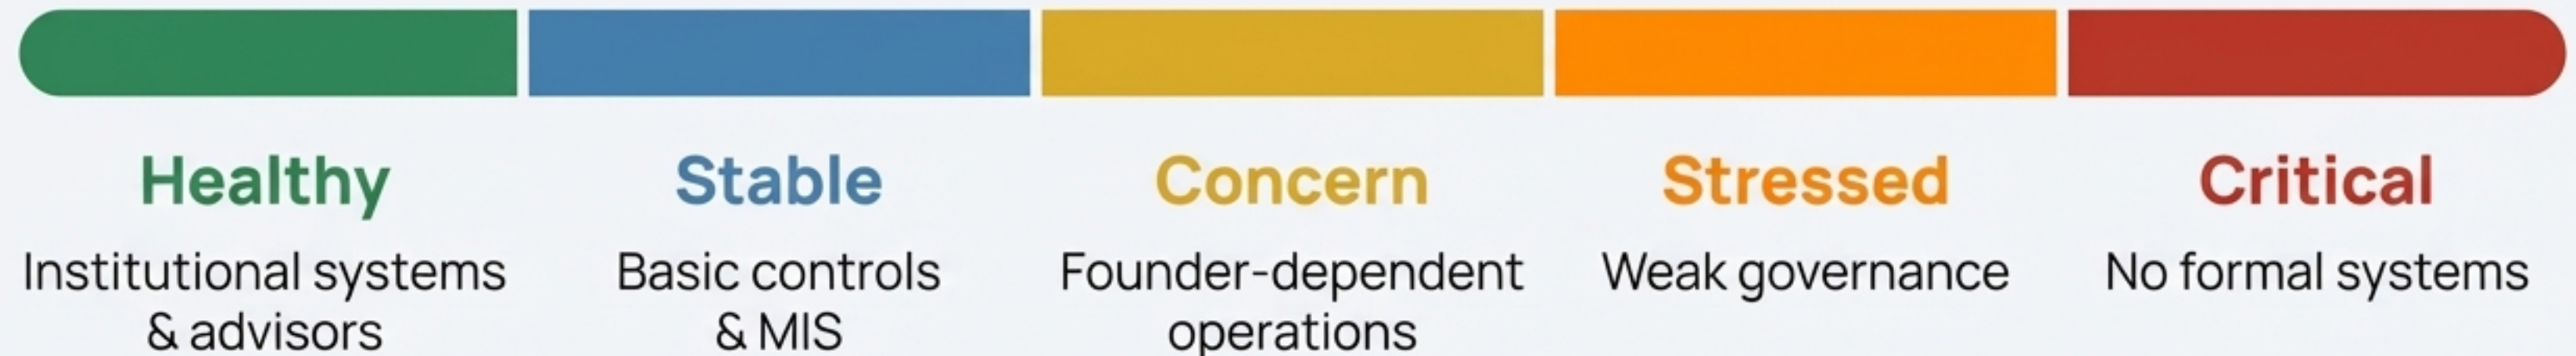 Healthy
Institutional systems
& advisors
Stable
Basic controls
& MIS
Concern
Founder-dependent
operations
Stressed
Weak governance
Critical
No formal systems